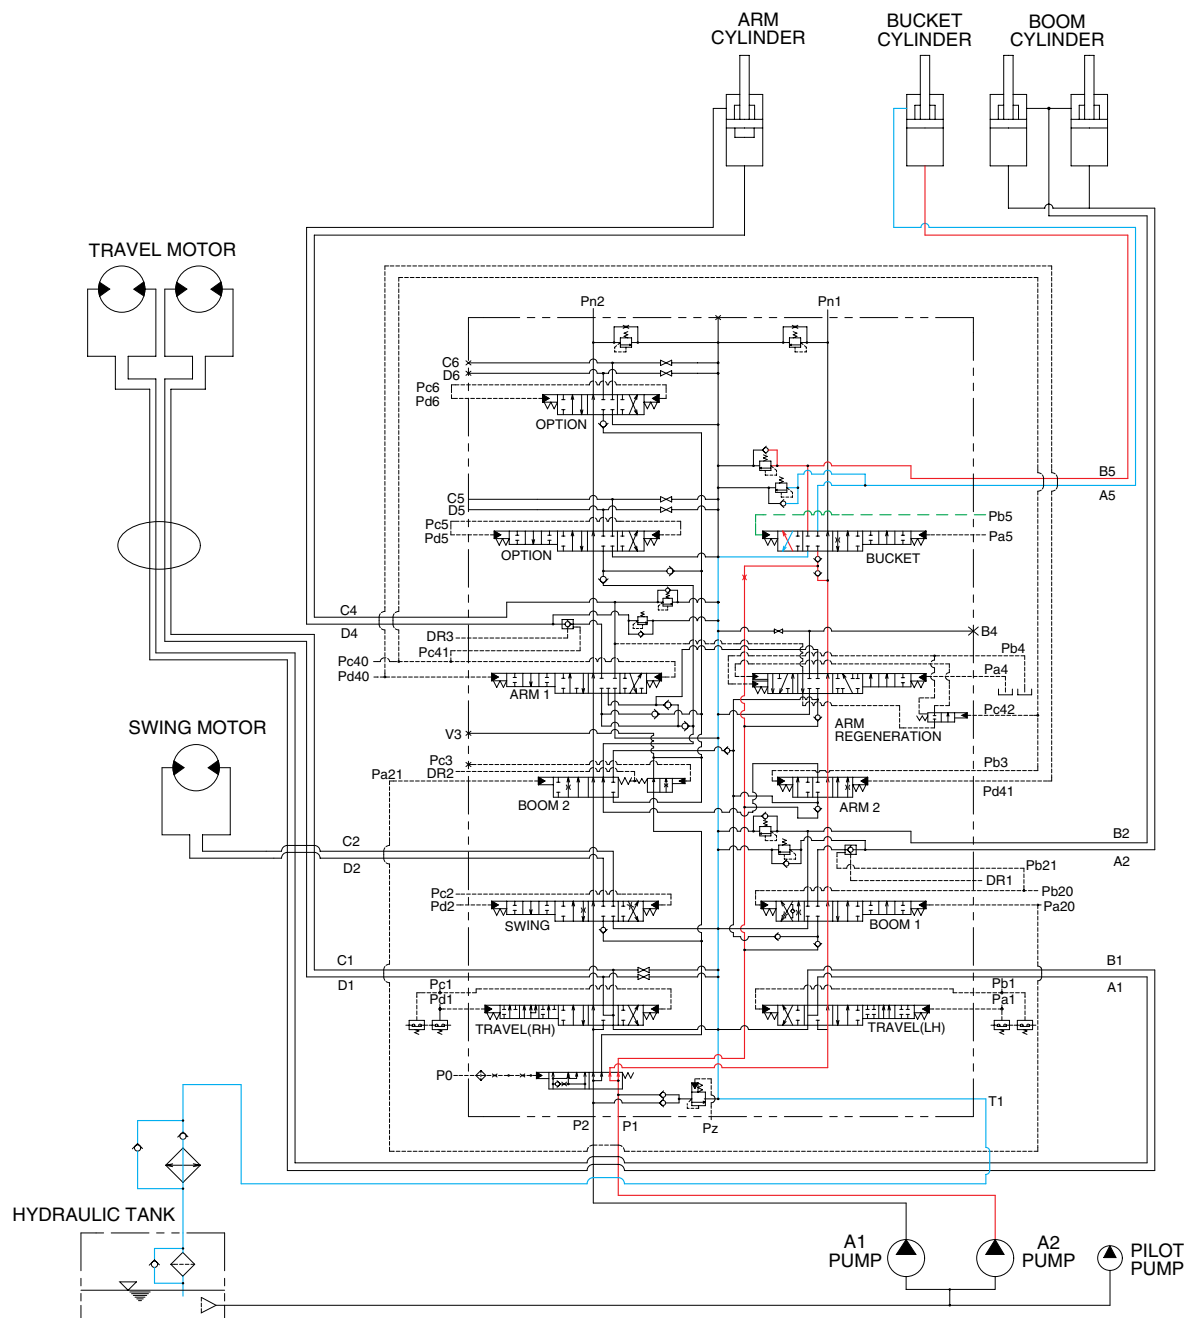 ARM
CYLINDER
BUCKET
CYLINDER
BOOM
CYLINDER
TRAVEL MOTOR
Pn2
Pn1
C6
D6
Pc6
Pd6
OPTION
B5
A5
C5
D5
Pc5
Pd5
OPTION
Pb5
Pa5
BUCKET
C4
D4
DR3
Pc41
Pc40
Pd40
ARM 1
B4
Pb4
Pa4
Pc42
ARM
REGENERATION
SWING MOTOR
V3
Pc3
DR2
Pa21
BOOM 2
Pb3
Pd41
ARM 2
C2
D2
B2
A2
Pb21
DR1
Pc2
Pd2
SWING
Pb20
Pa20
BOOM 1
C1
D1
B1
A1
Pc1
Pd1
TRAVEL(RH)
Pb1
Pa1
TRAVEL(LH)
P0
P2
P1
Pz
T1
HYDRAULIC TANK
A1
PUMP
A2
PUMP
PILOT
PUMP